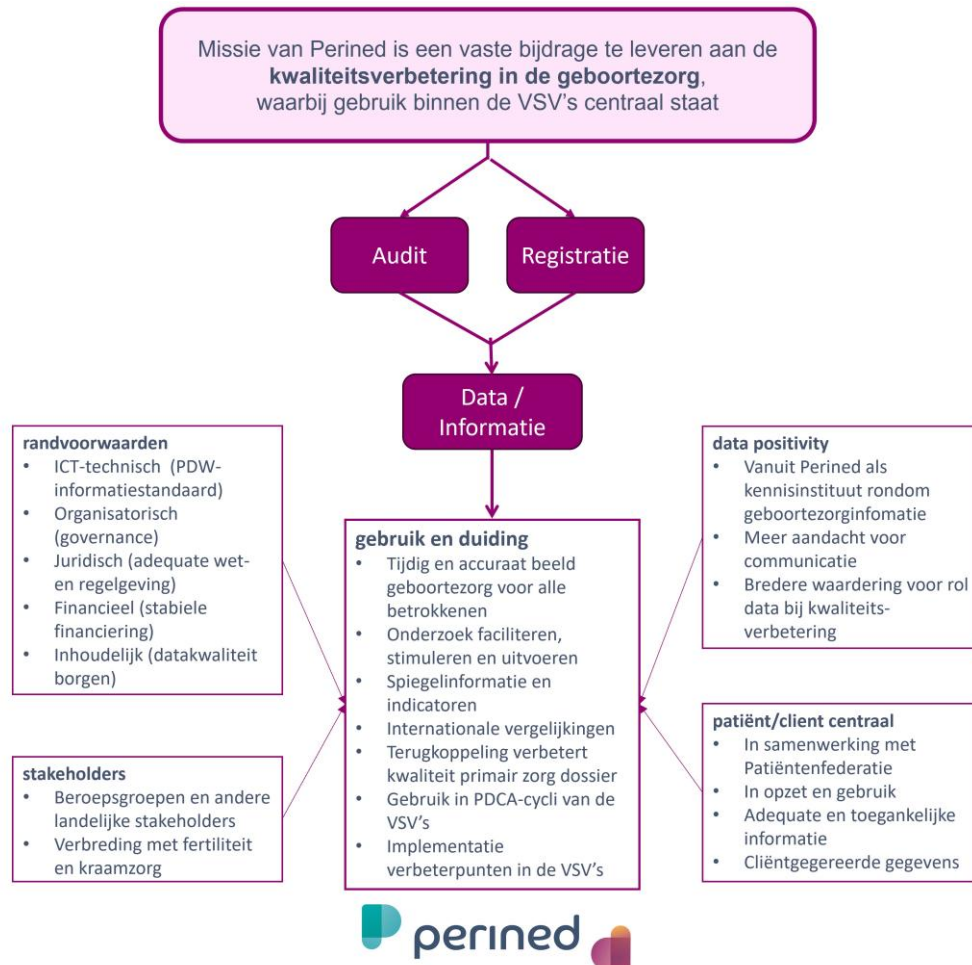 Missie van Perined is een vaste bijdrage te leveren aan de
kwaliteitsverbetering in de geboortezorg,
waarbij gebruik binnen de VSV's centraal staat
Audit
Registratie
Data /
Informatie
randvoorwaarden
• ICT-technisch (PDW-
informatiestandaard)
• Organisatorisch
(governance)
• Juridisch (adequate wet-
en regelgeving)
• Financieel (stabiele
financiering)
• Inhoudelijk (datakwaliteit
borgen)
stakeholders
• Beroepsgroepen en andere
landelijke stakeholders
• Verbreding met fertiliteit
en kraamzorg
gebruik en duiding
• Tijdig en accuraat beeld
geboortezorg voor alle
betrokkenen
• Onderzoek faciliteren,
stimuleren en uitvoeren
• Spiegelinformatie en
indicatoren
• Internationale vergelijkingen
• Terugkoppeling verbetert
kwaliteit primair zorg dossier
• Gebruik in PDCA-cycli van de
VSV's
• Implementatie
verbeterpunten in de VSV's
data positivity
• Vanuit Perined als
kennisinstituut rondom
geboortezorginfomatie
• Meer aandacht voor
communicatie
• Bredere waardering voor rol
data bij kwaliteits-
verbetering
patiënt/client centraal
• In samenwerking met
Patiëntenfederatie
• In opzet en gebruik
• Adequate en toegankelijke
informatie
• Cliëntgegereerde gegevens
perined